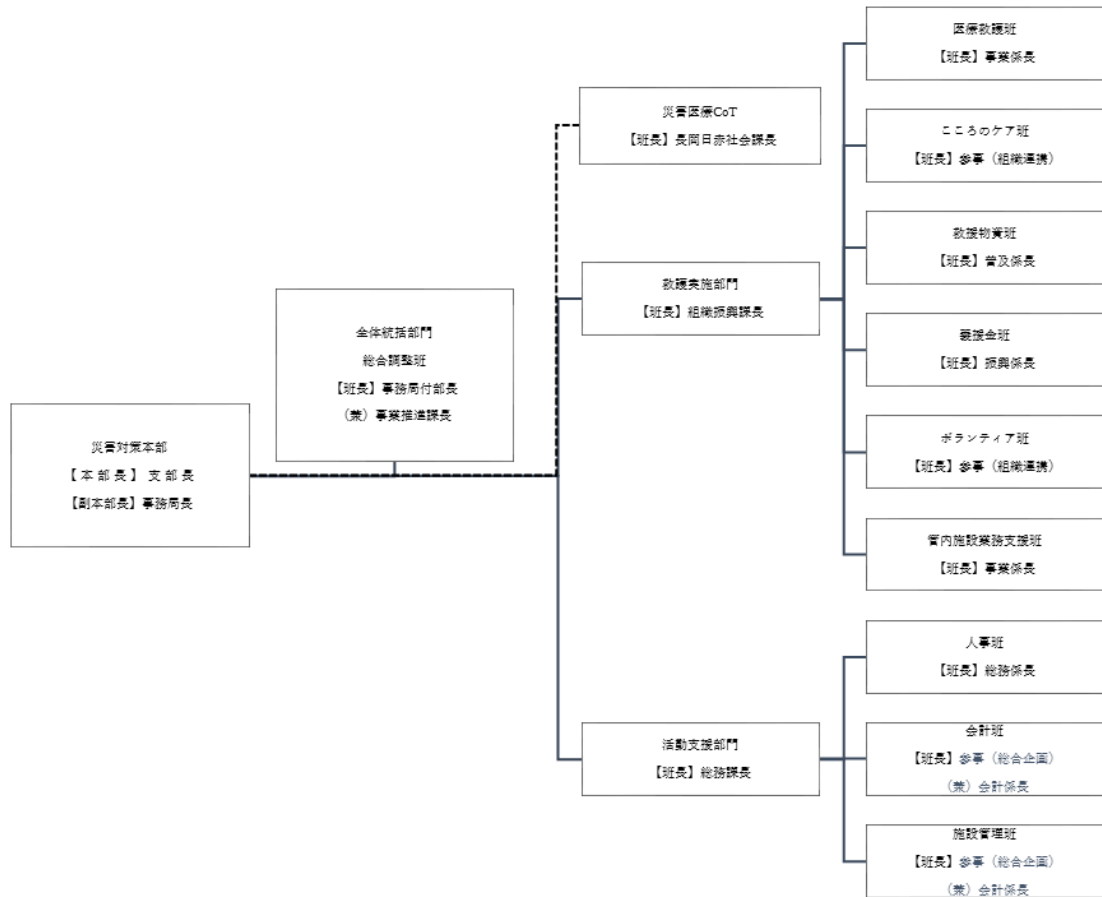 災害対策本部
【本部長】 支部長
【副本部長】事務局長
全体統括部門
総合調整班
【班長】事務局付部長
（兼）事業推進課長
災害医療CoT
【班長】長岡日赤社会課長
救護実施部門
【班長】組織振興課長
活動支援部門
【班長】総務課長
医療救護班
【班長】事業係長
こころのケア班
【班長】参事（組織連携）
救援物資班
【班長】普及係長
義援金班
【班長】振興係長
ボランティア班
【班長】参事（組織連携）
管内施設業務支援班
【班長】事業係長
人事班
【班長】総務係長
会計班
【班長】参事（総合企画）
（兼）会計係長
施設管理班
【班長】参事（総合企画）
（兼）会計係長